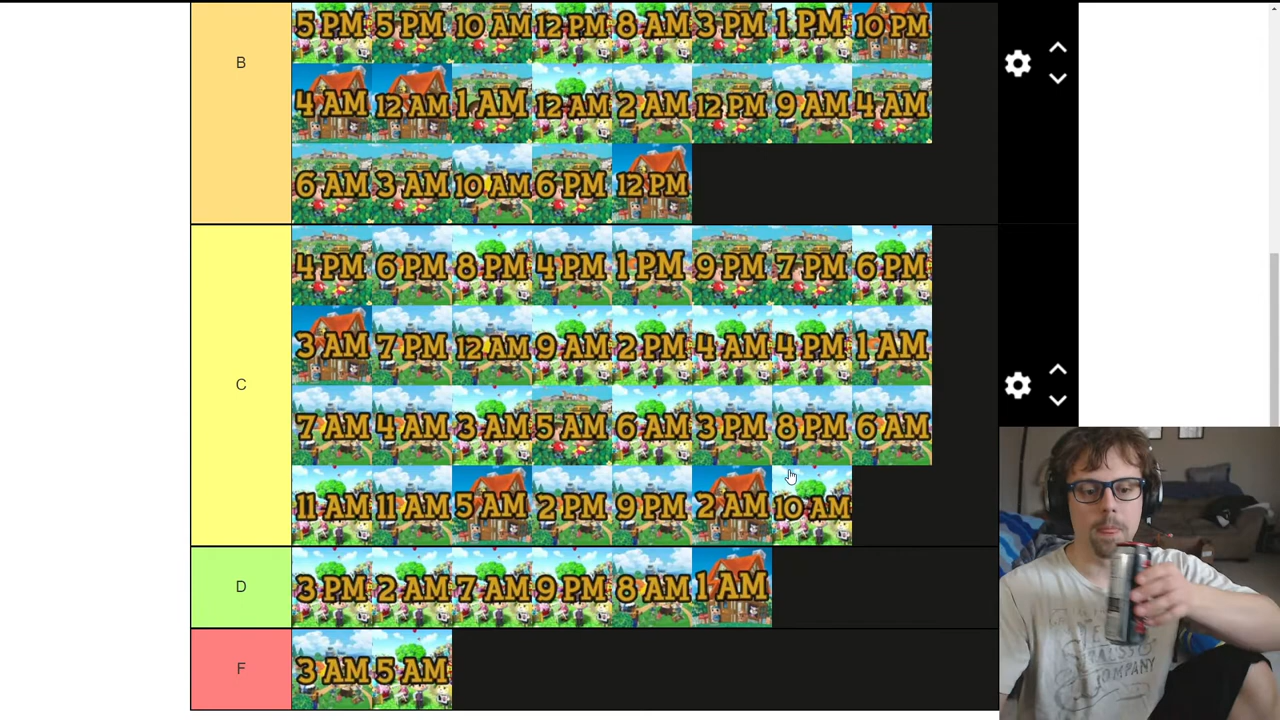 B
5 PM 5 PM 10 AM 12 PM 8 AM 3 PM 1 PM 10 PM
4 AM 12 AM 1 AM 12 AM 2 AM 12 PM 9 AM 4 AM
6 AM 3 AM 10 AM 6 PM 12 PM
C
4 PM 6 PM 8 PM 4 PM 1 PM 9 PM 7 PM 6 PM
3 AM 7 PM 12 AM 9 AM 2 PM 4 AM 4 PM 1 AM
7 AM 4 AM 3 AM 5 AM 6 AM 3 PM 8 PM 6 AM
11 AM 11 AM 5 AM 2 PM 9 PM 2 AM 10 AM
D
3 PM 2 AM 7 AM 9 PM 8 AM 1 AM
F
3 AM 5 AM